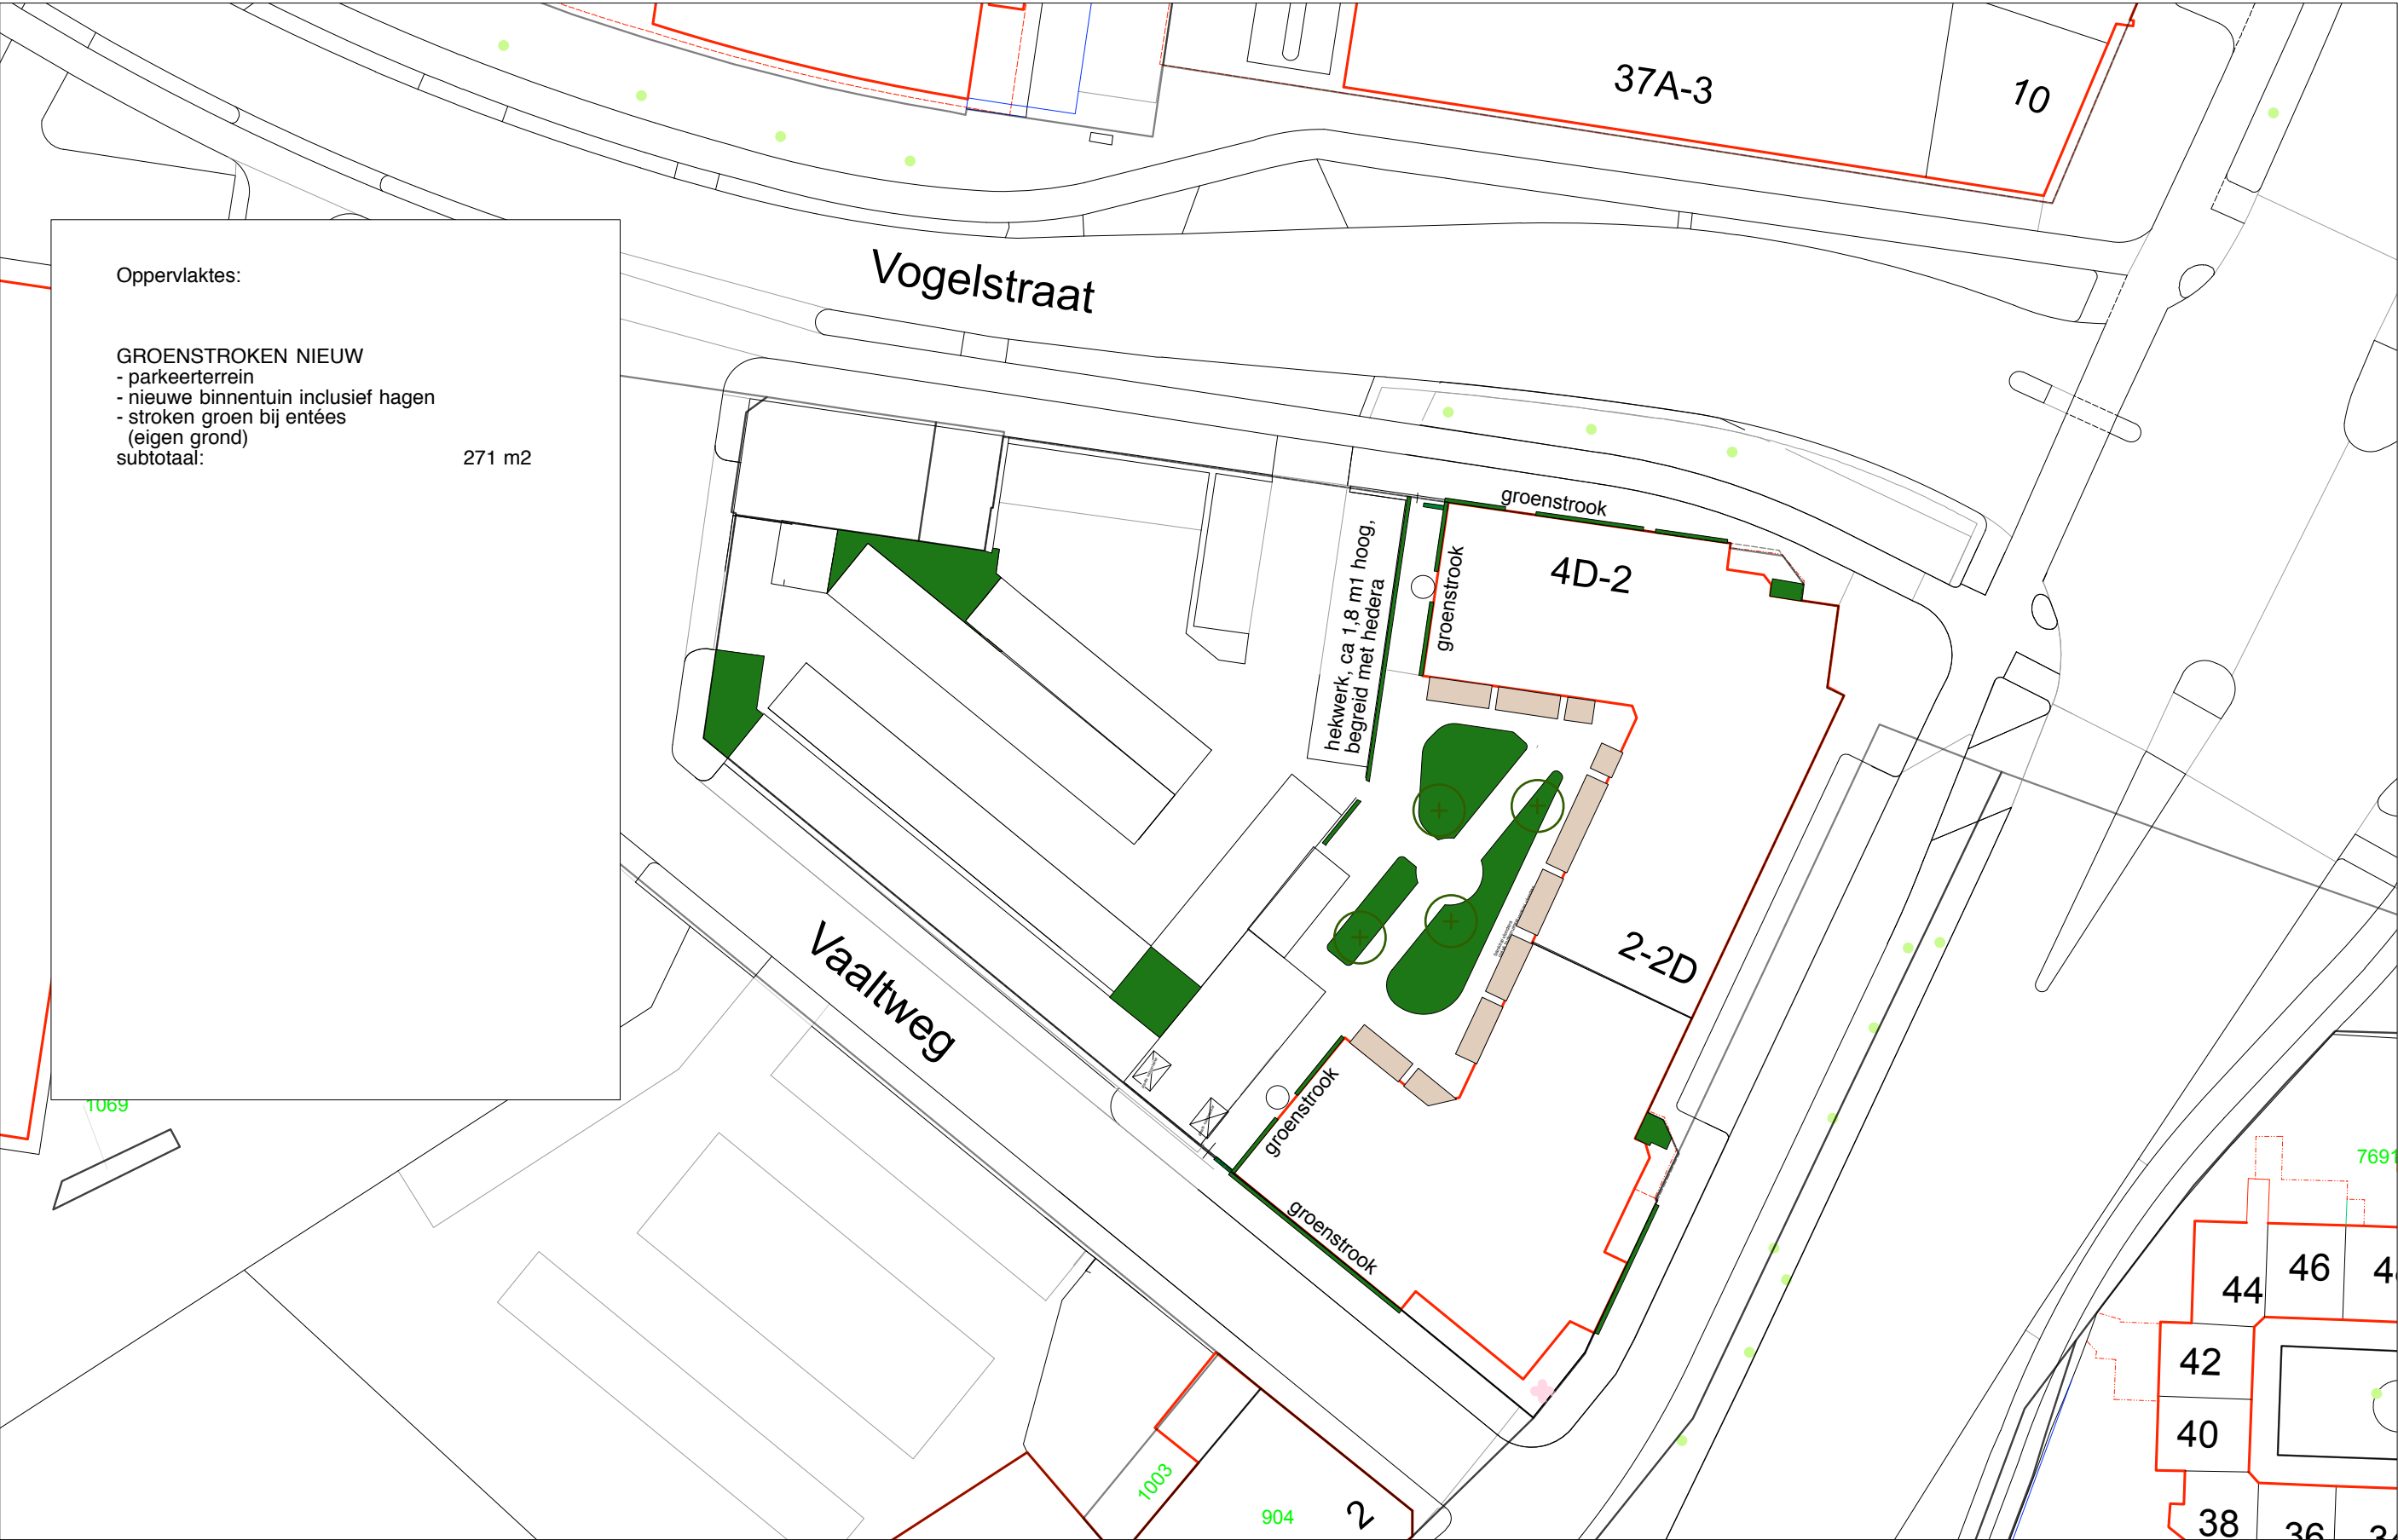 37A-3
10
Vogelstraat
Oppervlaktes:
GROENSTROKEN NIEUW
- parkeerterrein
- nieuwe binnentuin inclusief hagen
- stroken groen bij entées
(eigen grond)
subtotaal: 271 m2
groenstrook
hekwerk, ca 1,8 m1 hoog,
begreid met hedera
groenstrook
4D-2
2-2D
Vaaltweg
groenstrook
groenstrook
1069
7691
44
46
42
40
38
36
1003
904
2